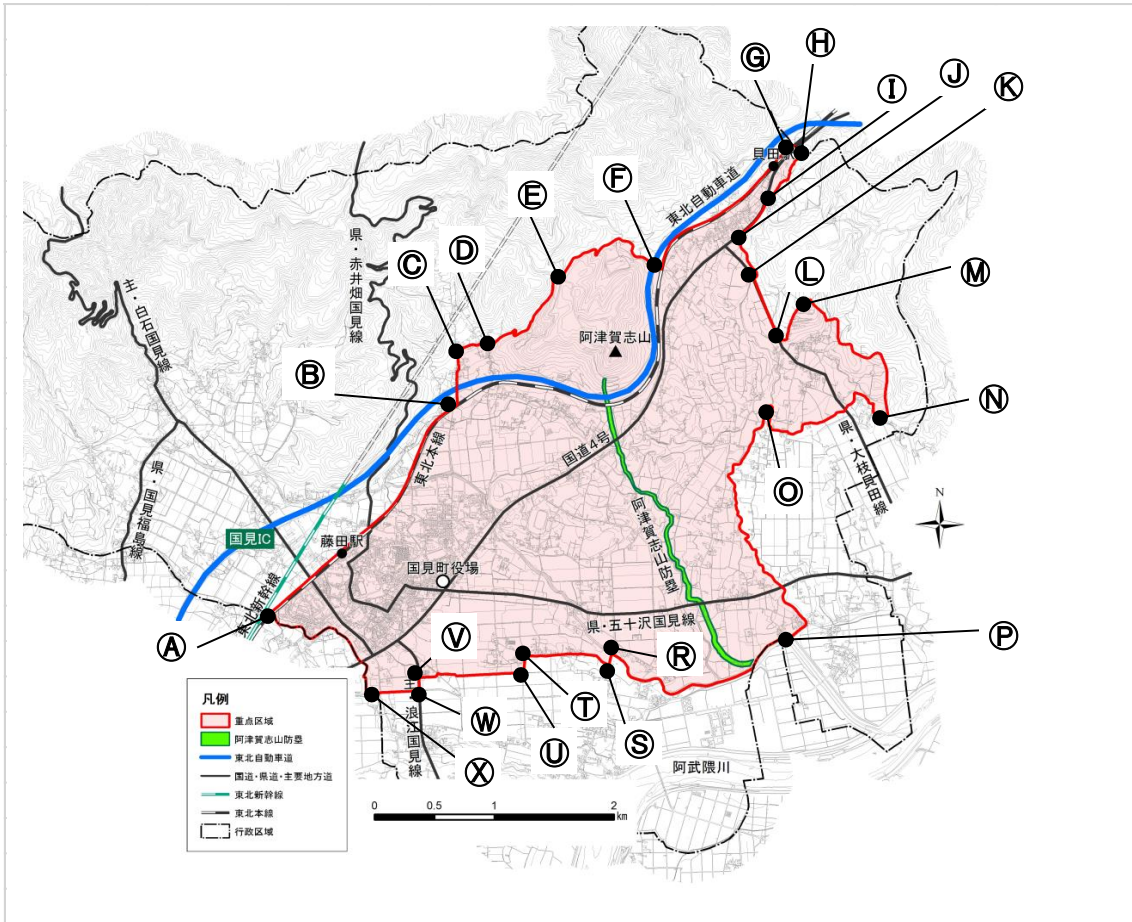 Ⓗ
Ⓖ
Ⓘ
Ⓙ
Ⓚ
貝田
東北自動車道
Ⓕ
Ⓔ
Ⓓ
Ⓒ
県・赤井畑国見線
主・白石国見線
Ⓛ
Ⓜ
阿津賀志山
Ⓑ
Ⓝ
東北本線
国道4号
県・大枝貝田線
Ⓞ
N
県・国見福島線
阿津賀志山防塁
国見IC
藤田駅
国見町役場
東北新幹線
県・五十沢国見線
Ⓐ
Ⓥ
Ⓡ
Ⓟ
主・浪江国見線
Ⓦ
Ⓣ
Ⓤ
Ⓢ
Ⓧ
阿武隈川
凡例
重点区域
阿津賀志山防塁
東北自動車道
国道・県道・主要地方道
東北新幹線
東北本線
行政区域
0 0.5 1 2
km